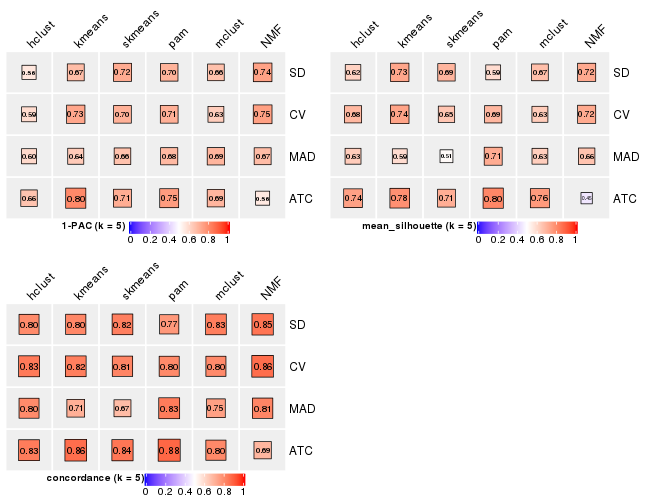 hclust kmeans skmeans pam mclust NMF
0.56 0.67 0.72 0.70 0.66 0.74 SD
0.59 0.73 0.70 0.71 0.63 0.75 CV
0.60 0.64 0.66 0.68 0.69 0.67 MAD
0.66 0.80 0.71 0.75 0.69 0.56 ATC
1-PAC (k = 5)
0 0.2 0.4 0.6 0.8 1
hclust kmeans skmeans pam mclust NMF
0.62 0.73 0.69 0.59 0.67 0.72 SD
0.68 0.74 0.65 0.69 0.63 0.72 CV
0.63 0.59 0.51 0.71 0.63 0.66 MAD
0.74 0.78 0.71 0.80 0.76 0.45 ATC
mean_silhouette (k = 5)
0 0.2 0.4 0.6 0.8 1
hclust kmeans skmeans pam mclust NMF
0.80 0.80 0.82 0.77 0.83 0.85 SD
0.83 0.82 0.81 0.80 0.80 0.86 CV
0.80 0.71 0.67 0.83 0.75 0.81 MAD
0.83 0.86 0.84 0.88 0.80 0.69 ATC
concordance (k = 5)
0 0.2 0.4 0.6 0.8 1